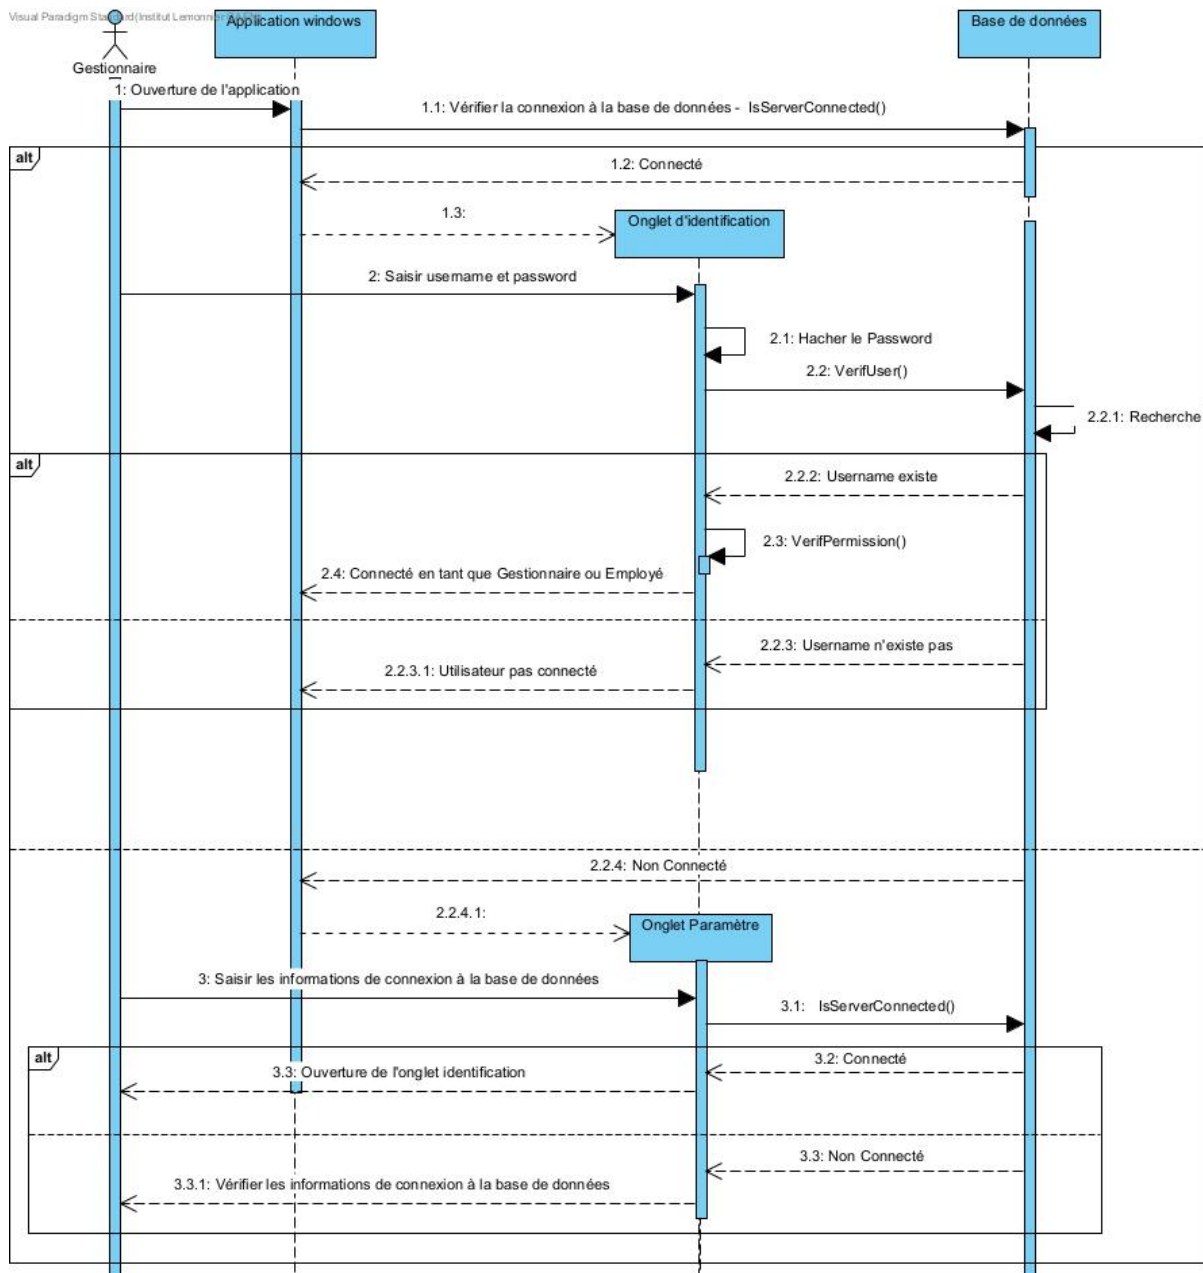 Visual Paradigm Standard(Institut Lemonnier
Application windows
Base de données
Gestionnaire
1: Ouverture de l'application
1.1: Vérifier la connexion à la base de données - IsServerConnected()
alt
1.2: Connecté
1.3:
Onglet d'identification
2: Saisir username et password
2.1: Hacher le Password
2.2: VerifUser()
2.2.1: Recherche
alt
2.2.2: Username existe
2.3: VerifPermission()
2.4: Connecté en tant que Gestionnaire ou Employé
2.2.3: Username n'existe pas
2.2.3.1: Utilisateur pas connecté
2.2.4: Non Connecté
2.2.4.1:
Onglet Paramètre
3: Saisir les informations de connexion à la base de données
3.1: IsServerConnected()
alt
3.2: Connecté
3.3: Ouverture de l'onglet identification
3.3: Non Connecté
3.3.1: Vérifier les informations de connexion à la base de données